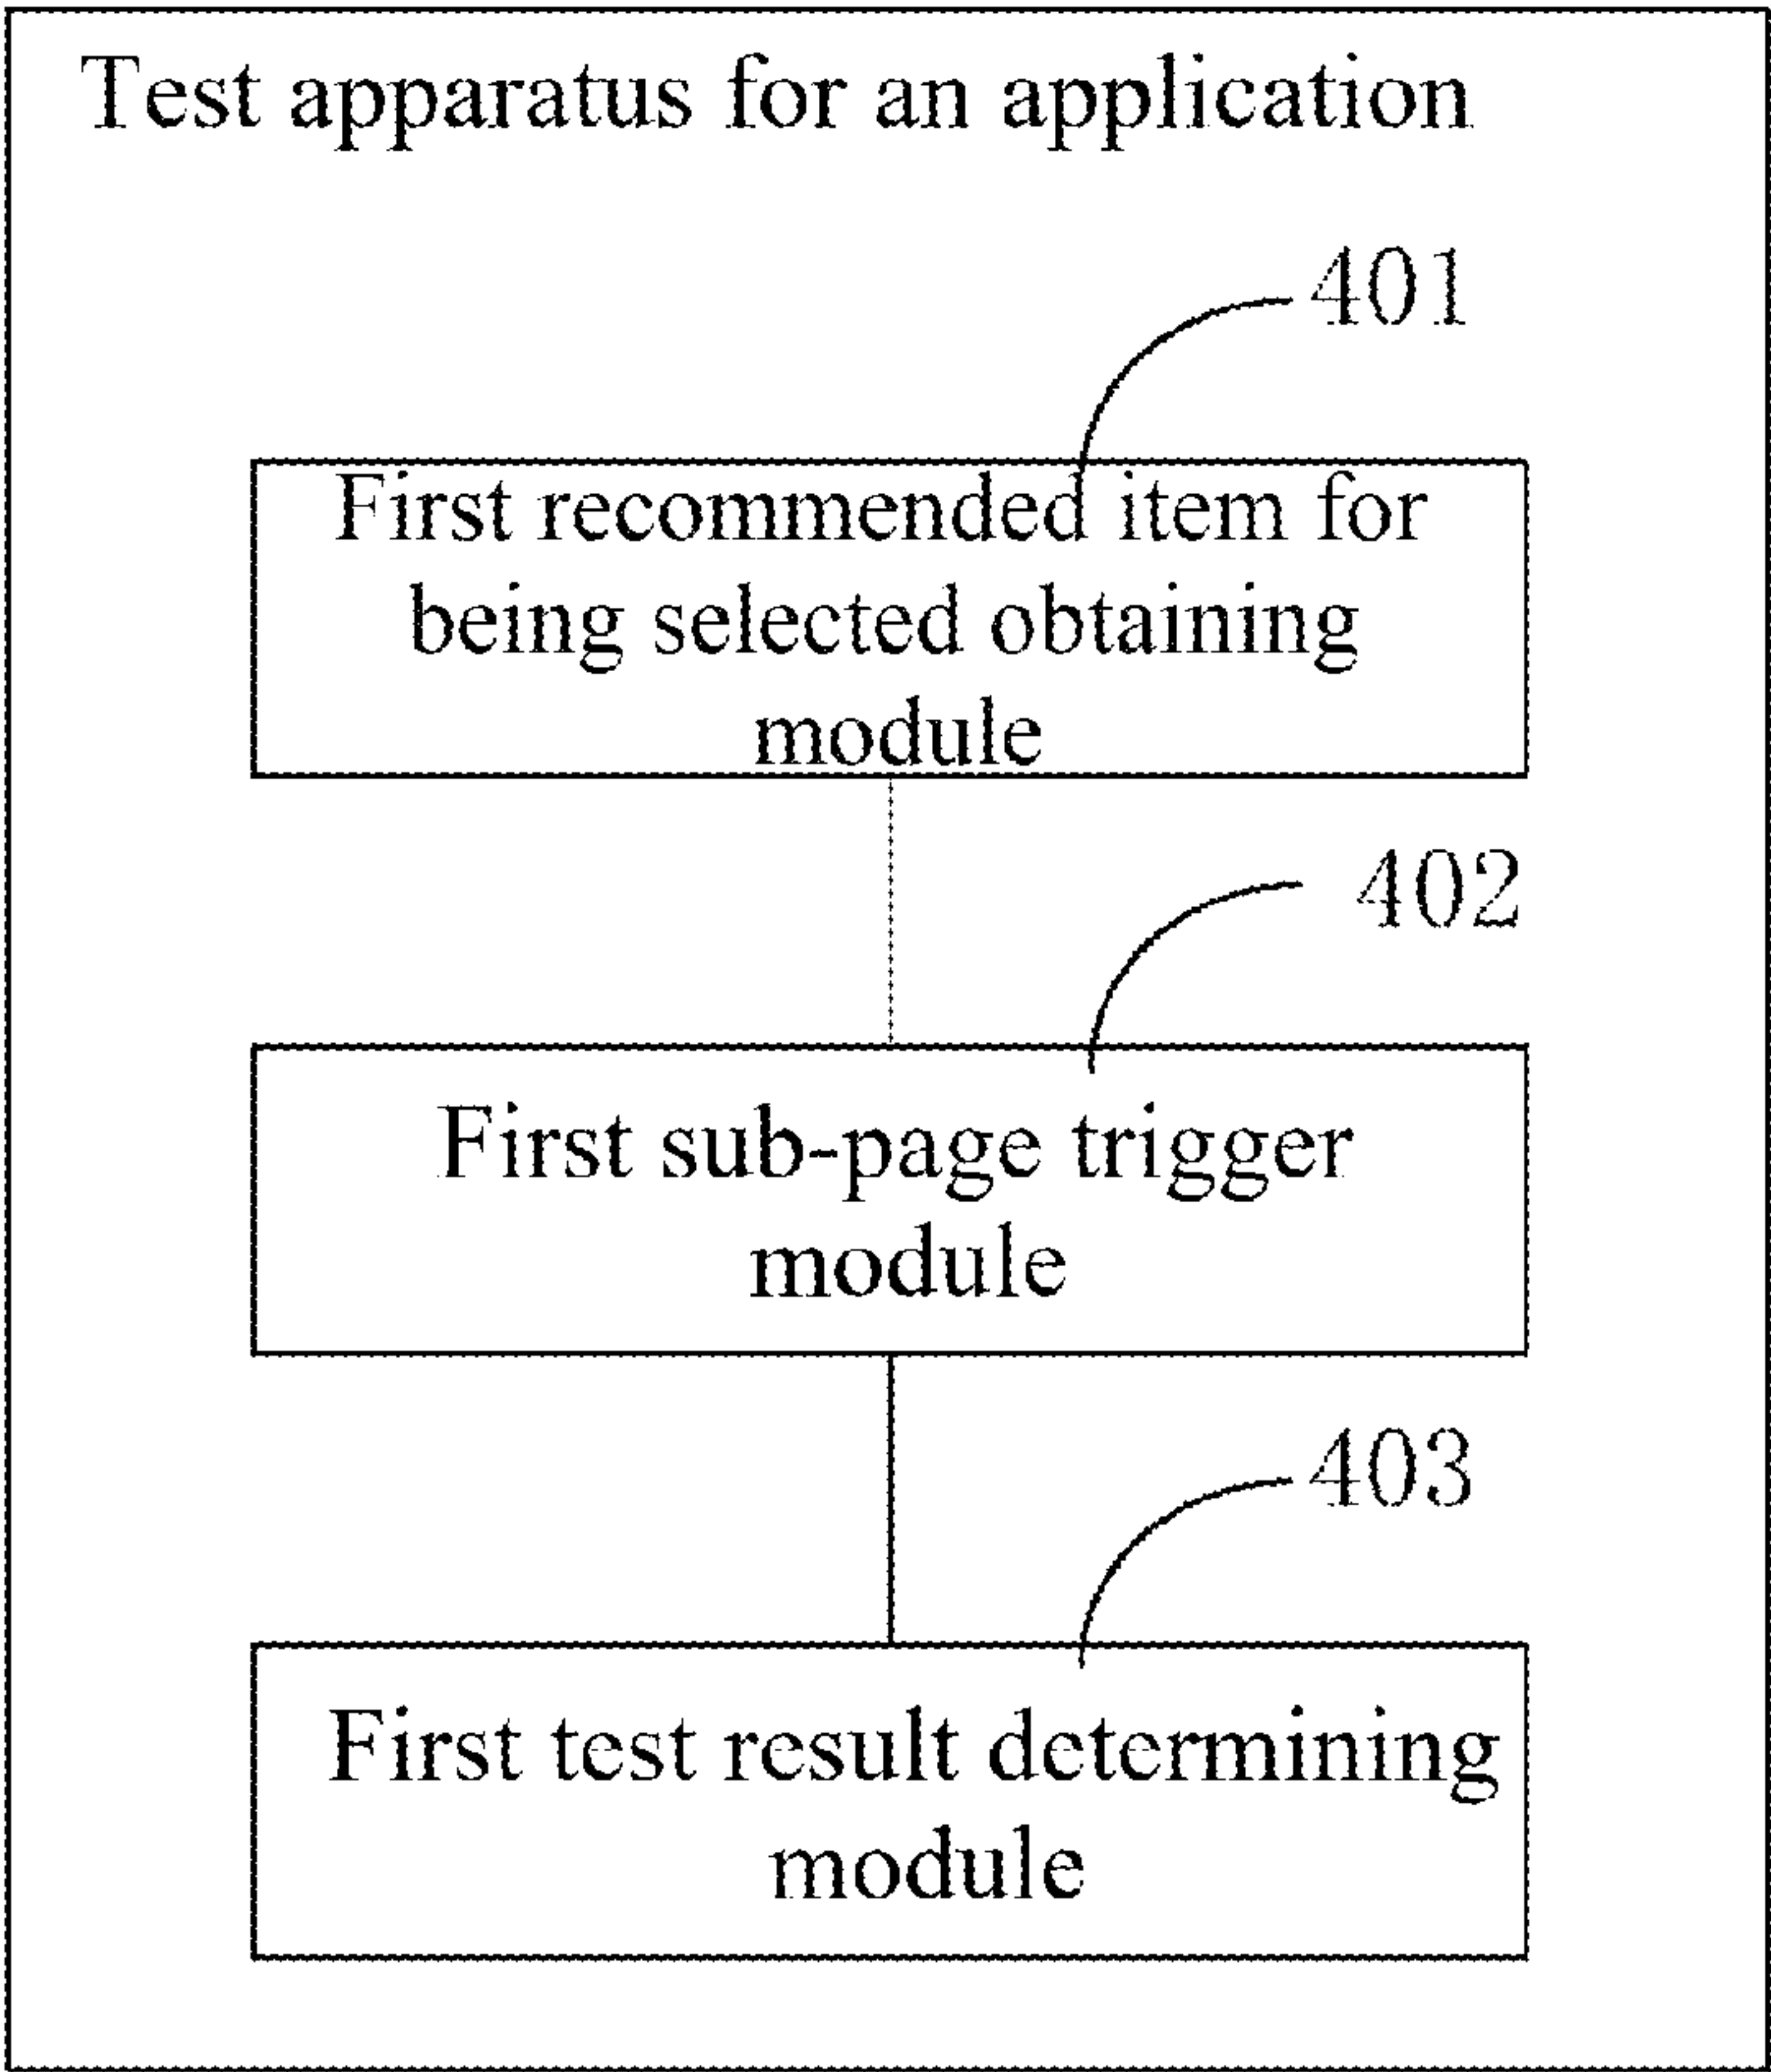 Test apparatus for an application
401
First recommended item for
being selected obtaining
module
402
First sub-page trigger
module
403
First test result determining
module